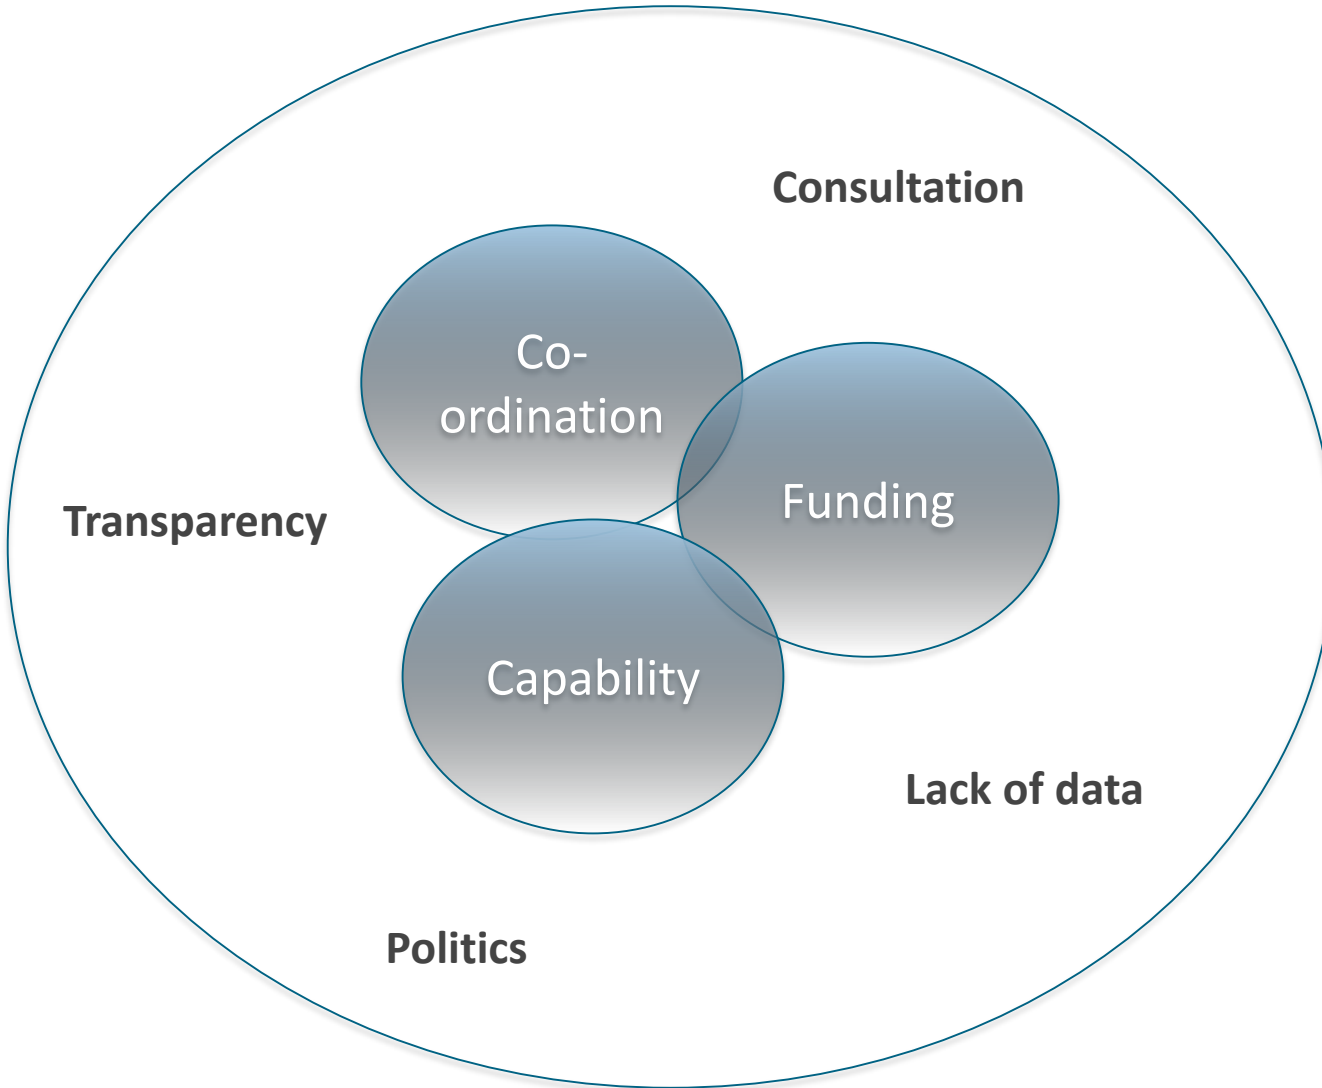 Consultation
Co-
ordination
Funding
Transparency
Capability
Lack of data
Politics